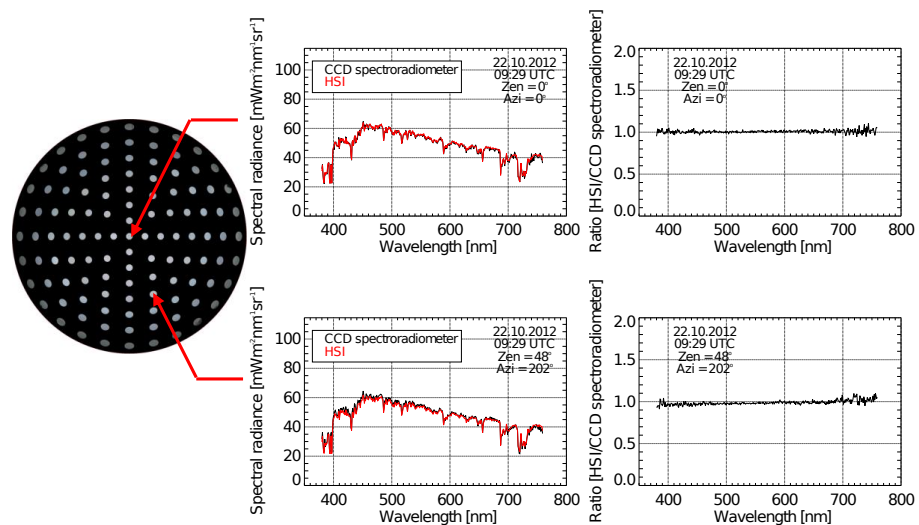 Spectral radiance [mWm⁻²nm⁻¹sr⁻¹]
100
80
60
40
20
0
CCD spectroradiometer
HSI
22.10.2012
09:29 UTC
Zen = 0°
Azi = 0°
400 500 600 700 800
Wavelength [nm]
Ratio [HSI/CCD spectroradiometer]
2.0
1.5
1.0
0.5
0.0
22.10.2012
09:29 UTC
Zen = 0°
Azi = 0°
400 500 600 700 800
Wavelength [nm]
Spectral radiance [mWm⁻²nm⁻¹sr⁻¹]
100
80
60
40
20
0
CCD spectroradiometer
HSI
22.10.2012
09:29 UTC
Zen = 48°
Azi = 202°
400 500 600 700 800
Wavelength [nm]
Ratio [HSI/CCD spectroradiometer]
2.0
1.5
1.0
0.5
0.0
22.10.2012
09:29 UTC
Zen = 48°
Azi = 202°
400 500 600 700 800
Wavelength [nm]